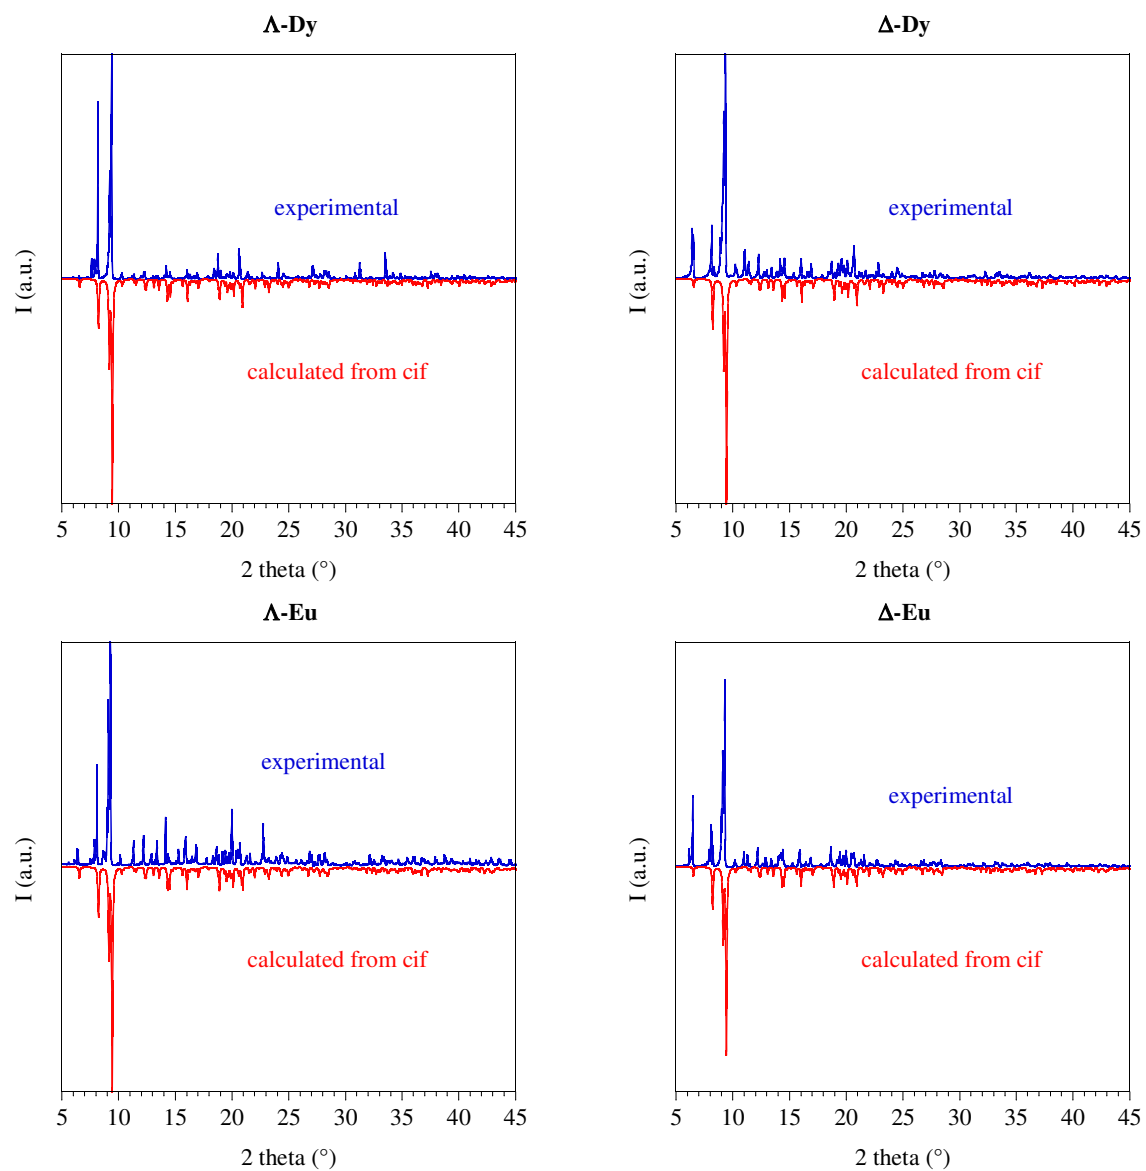 Λ-Dy
I (a.u.)
experimental
calculated from cif
5 10 15 20 25 30 35 40 45
2 theta (°)
Δ-Dy
I (a.u.)
experimental
calculated from cif
5 10 15 20 25 30 35 40 45
2 theta (°)
Λ-Eu
I (a.u.)
experimental
calculated from cif
5 10 15 20 25 30 35 40 45
2 theta (°)
Δ-Eu
I (a.u.)
experimental
calculated from cif
5 10 15 20 25 30 35 40 45
2 theta (°)